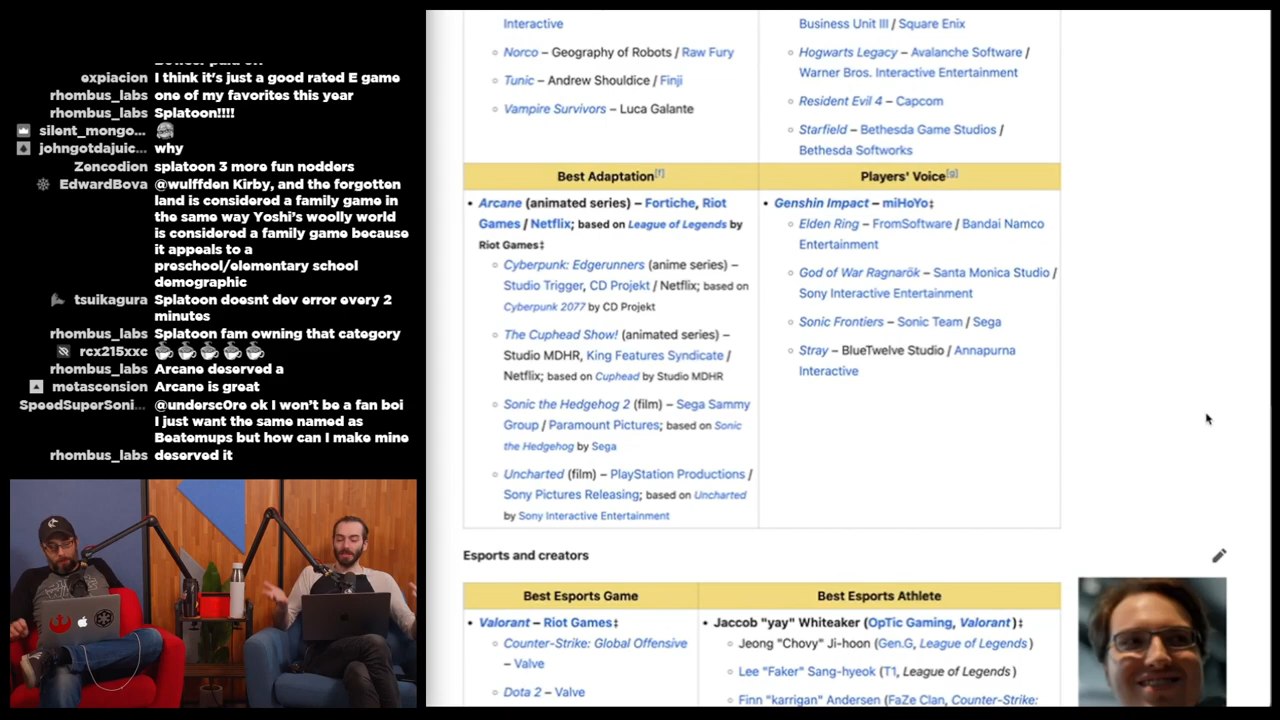 expiacion I think it's just a good rated E game
rhombus_labs one of my favorites this year
rhombus_labs Splatoon!!!!
silent_mongo...
johngotdajuic... why
Zencodion splatoon 3 more fun nodders
EdwardBova @wulffden Kirby, and the forgotten
land is considered a family game in
the same way Yoshi's woolly world
is considered a family game because
it appeals to a
preschool/elementary school
demographic
tsuikagura Splatoon doesnt dev error every 2
minutes
rhombus_labs Splatoon fam owning that category
rcx215xxc
rhombus_labs Arcane deserved a
metascension Arcane is great
SpeedSuperSoni... @undersc0re ok I won't be a fan boi
I just want the same named as
Beatemups but how can I make mine
rhombus_labs deserved it
Interactive
Norco – Geography of Robots / Raw Fury
Tunic – Andrew Shouldice / Finji
Vampire Survivors – Luca Galante
Business Unit III / Square Enix
Hogwarts Legacy – Avalanche Software /
Warner Bros. Interactive Entertainment
Resident Evil 4 – Capcom
Starfield – Bethesda Game Studios /
Bethesda Softworks
Best Adaptation[f]
Arcane (animated series) – Fortiche, Riot
Games / Netflix; based on League of Legends by
Riot Games‡
Cyberpunk: Edgerunners (anime series) –
Studio Trigger, CD Projekt / Netflix; based on
Cyberpunk 2077 by CD Projekt
The Cuphead Show! (animated series) –
Studio MDHR, King Features Syndicate /
Netflix; based on Cuphead by Studio MDHR
Sonic the Hedgehog 2 (film) – Sega Sammy
Group / Paramount Pictures; based on Sonic
the Hedgehog by Sega
Uncharted (film) – PlayStation Productions /
Sony Pictures Releasing; based on Uncharted
by Sony Interactive Entertainment
Players' Voice[g]
Genshin Impact – miHoYo‡
Elden Ring – FromSoftware / Bandai Namco
Entertainment
God of War Ragnarök – Santa Monica Studio /
Sony Interactive Entertainment
Sonic Frontiers – Sonic Team / Sega
Stray – BlueTwelve Studio / Annapurna
Interactive
Esports and creators
Best Esports Game
Valorant – Riot Games‡
Counter-Strike: Global Offensive
– Valve
Dota 2 – Valve
Best Esports Athlete
Jaccob "yay" Whiteaker (OpTic Gaming, Valorant)‡
Jeong "Chovy" Ji-hoon (Gen.G, League of Legends)
Lee "Faker" Sang-hyeok (T1, League of Legends)
Finn "karrigan" Andersen (FaZe Clan, Counter-Strike: